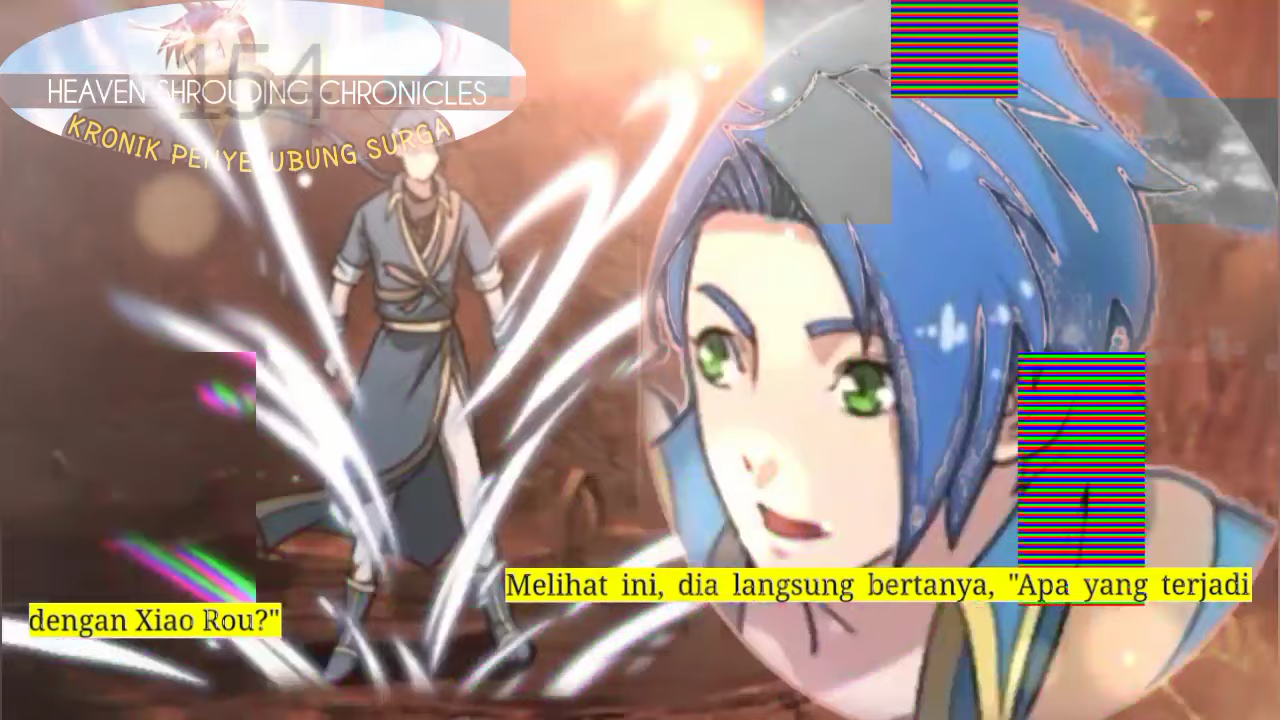 154
HEAVEN SHROUDING CHRONICLES
KRONIK PENYELUBUNG SURGA
Melihat ini, dia langsung bertanya, "Apa yang terjadi
dengan Xiao Rou?"